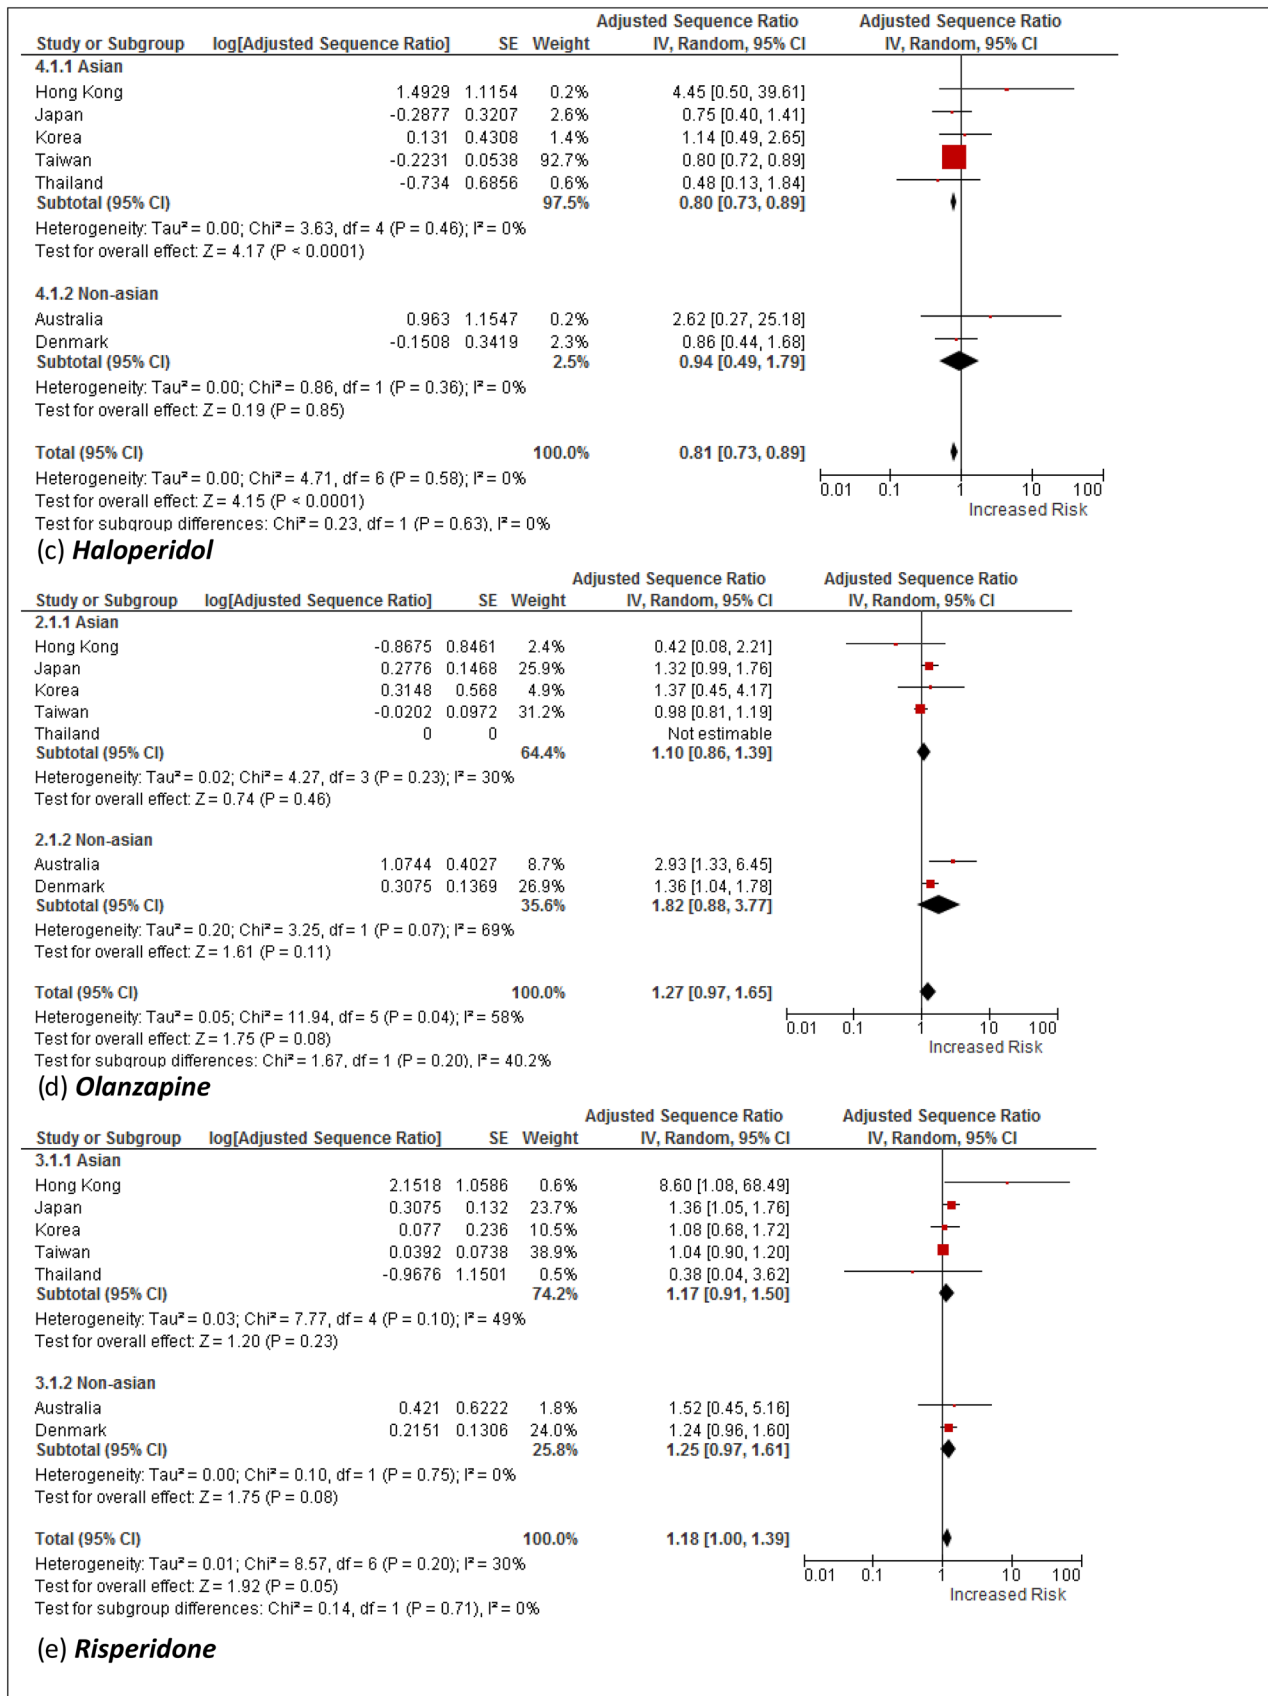 Adjusted Sequence Ratio Adjusted Sequence Ratio
Study or Subgroup log[Adjusted Sequence Ratio] SE Weight IV, Random, 95% CI IV, Random, 95% CI
4.1.1 Asian
Hong Kong 1.4929 1.1154 0.2% 4.45 [0.50, 39.61]
Japan -0.2877 0.3207 2.6% 0.75 [0.40, 1.41]
Korea 0.131 0.4308 1.4% 1.14 [0.49, 2.65]
Taiwan -0.2231 0.0538 92.7% 0.80 [0.72, 0.89]
Thailand -0.734 0.6856 0.6% 0.48 [0.13, 1.84]
Subtotal (95% CI) 97.5% 0.80 [0.73, 0.89]
Heterogeneity: Tau² = 0.00; Chi² = 3.63, df = 4 (P = 0.46); I² = 0%
Test for overall effect: Z = 4.17 (P < 0.0001)
4.1.2 Non-asian
Australia 0.963 1.1547 0.2% 2.62 [0.27, 25.18]
Denmark -0.1508 0.3419 2.3% 0.86 [0.44, 1.68]
Subtotal (95% CI) 2.5% 0.94 [0.49, 1.79]
Heterogeneity: Tau² = 0.00; Chi² = 0.86, df = 1 (P = 0.36); I² = 0%
Test for overall effect: Z = 0.19 (P = 0.85)
Total (95% CI) 100.0% 0.81 [0.73, 0.89]
Heterogeneity: Tau² = 0.00; Chi² = 4.71, df = 6 (P = 0.58); I² = 0%
Test for overall effect: Z = 4.15 (P < 0.0001)
Test for subgroup differences: Chi² = 0.23, df = 1 (P = 0.63), I² = 0%
0.01 0.1 1 10 100
Increased Risk
(c) Haloperidol
Adjusted Sequence Ratio Adjusted Sequence Ratio
Study or Subgroup log[Adjusted Sequence Ratio] SE Weight IV, Random, 95% CI IV, Random, 95% CI
2.1.1 Asian
Hong Kong -0.8675 0.8461 2.4% 0.42 [0.08, 2.21]
Japan 0.2776 0.1468 25.9% 1.32 [0.99, 1.76]
Korea 0.3148 0.568 4.9% 1.37 [0.45, 4.17]
Taiwan -0.0202 0.0972 31.2% 0.98 [0.81, 1.19]
Thailand 0 0 Not estimable
Subtotal (95% CI) 64.4% 1.10 [0.86, 1.39]
Heterogeneity: Tau² = 0.02; Chi² = 4.27, df = 3 (P = 0.23); I² = 30%
Test for overall effect: Z = 0.74 (P = 0.46)
2.1.2 Non-asian
Australia 1.0744 0.4027 8.7% 2.93 [1.33, 6.45]
Denmark 0.3075 0.1369 26.9% 1.36 [1.04, 1.78]
Subtotal (95% CI) 35.6% 1.82 [0.88, 3.77]
Heterogeneity: Tau² = 0.20; Chi² = 3.25, df = 1 (P = 0.07); I² = 69%
Test for overall effect: Z = 1.61 (P = 0.11)
Total (95% CI) 100.0% 1.27 [0.97, 1.65]
Heterogeneity: Tau² = 0.05; Chi² = 11.94, df = 5 (P = 0.04); I² = 58%
Test for overall effect: Z = 1.75 (P = 0.08)
Test for subgroup differences: Chi² = 1.67, df = 1 (P = 0.20), I² = 40.2%
0.01 0.1 1 10 100
Increased Risk
(d) Olanzapine
Adjusted Sequence Ratio Adjusted Sequence Ratio
Study or Subgroup log[Adjusted Sequence Ratio] SE Weight IV, Random, 95% CI IV, Random, 95% CI
3.1.1 Asian
Hong Kong 2.1518 1.0586 0.6% 8.60 [1.08, 68.49]
Japan 0.3075 0.132 23.7% 1.36 [1.05, 1.76]
Korea 0.077 0.236 10.5% 1.08 [0.68, 1.72]
Taiwan 0.0392 0.0738 38.9% 1.04 [0.90, 1.20]
Thailand -0.9676 1.1501 0.5% 0.38 [0.04, 3.62]
Subtotal (95% CI) 74.2% 1.17 [0.91, 1.50]
Heterogeneity: Tau² = 0.03; Chi² = 7.77, df = 4 (P = 0.10); I² = 49%
Test for overall effect: Z = 1.20 (P = 0.23)
3.1.2 Non-asian
Australia 0.421 0.6222 1.8% 1.52 [0.45, 5.16]
Denmark 0.2151 0.1306 24.0% 1.24 [0.96, 1.60]
Subtotal (95% CI) 25.8% 1.25 [0.97, 1.61]
Heterogeneity: Tau² = 0.00; Chi² = 0.10, df = 1 (P = 0.75); I² = 0%
Test for overall effect: Z = 1.75 (P = 0.08)
Total (95% CI) 100.0% 1.18 [1.00, 1.39]
Heterogeneity: Tau² = 0.01; Chi² = 8.57, df = 6 (P = 0.20); I² = 30%
Test for overall effect: Z = 1.92 (P = 0.05)
Test for subgroup differences: Chi² = 0.14, df = 1 (P = 0.71), I² = 0%
0.01 0.1 1 10 100
Increased Risk
(e) Risperidone